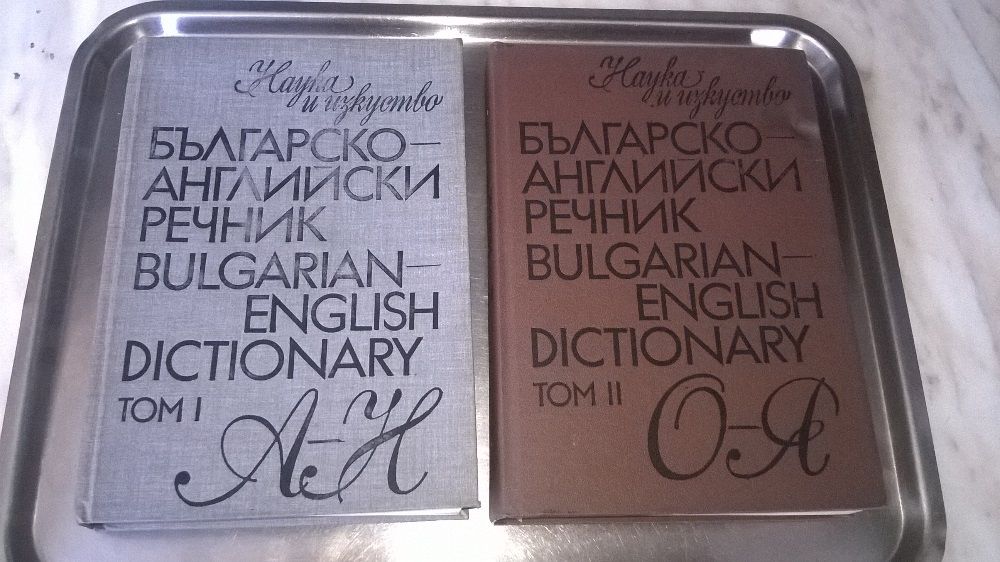 Наука
и изкуство
БЪЛГАРСКО–
АНГЛИЙСКИ
РЕЧНИК
BULGARIAN–
ENGLISH
DICTIONARY
ТОМ I
А–Н
Наука
и изкуство
БЪЛГАРСКО–
АНГЛИЙСКИ
РЕЧНИК
BULGARIAN–
ENGLISH
DICTIONARY
ТОМ II
О–Я